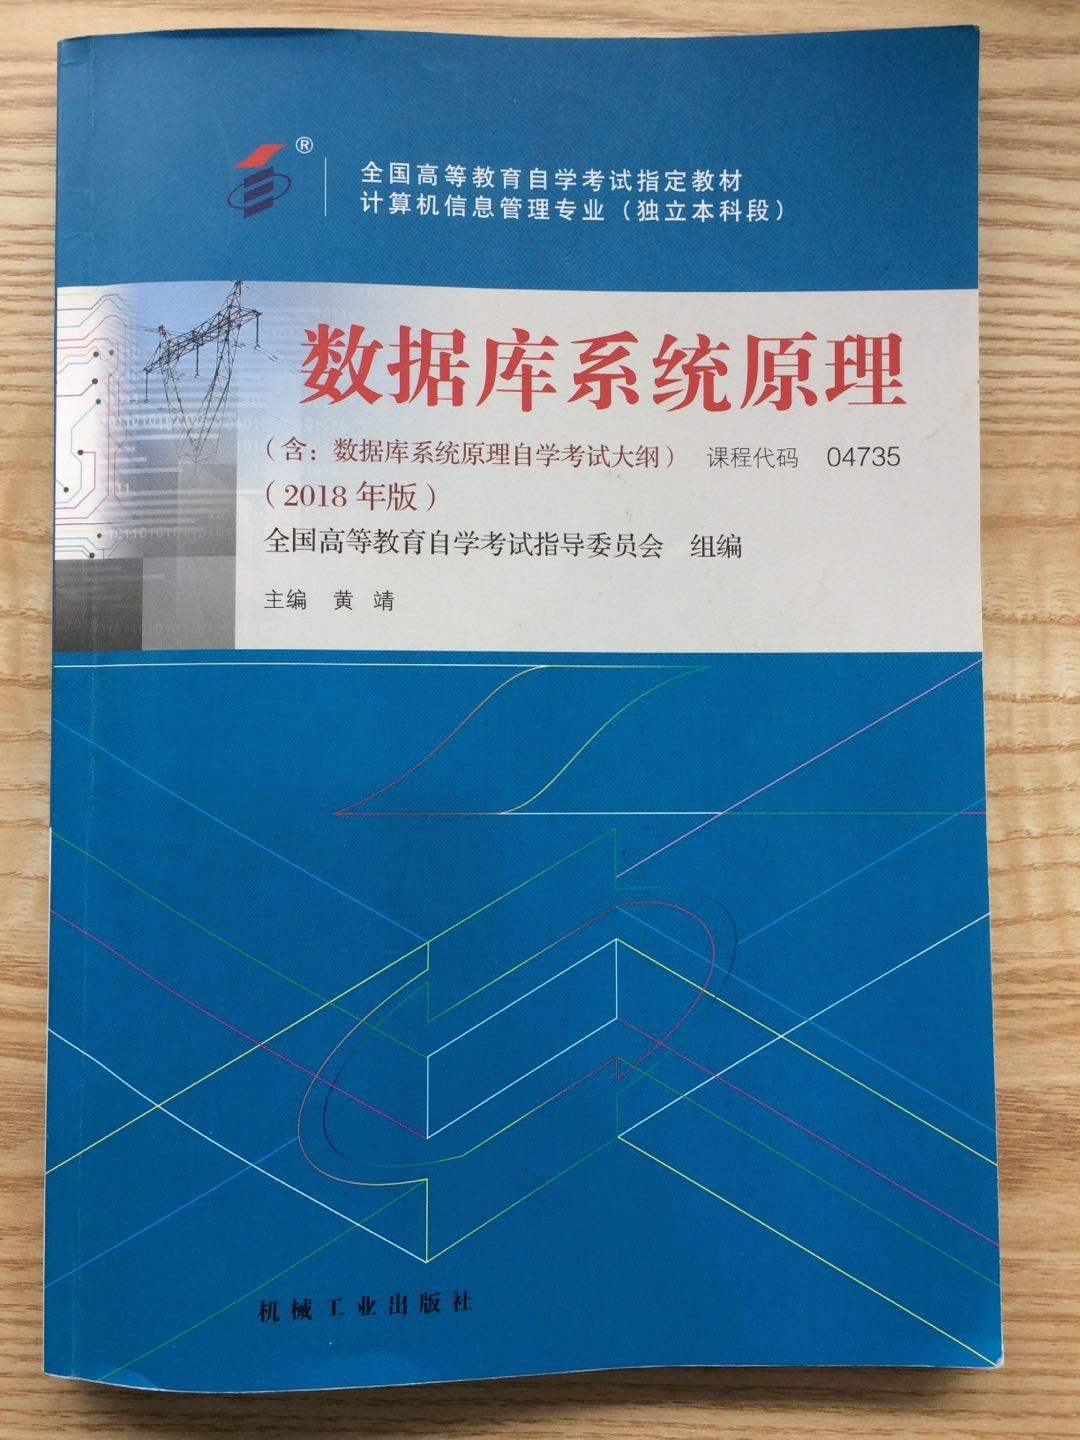 ®
全国高等教育自学考试指定教材
计算机信息管理专业（独立本科段）
数据库系统原理
（含：数据库系统原理自学考试大纲） 课程代码 04735
（2018 年版）
全国高等教育自学考试指导委员会 组编
主编 黄 靖
机械工业出版社